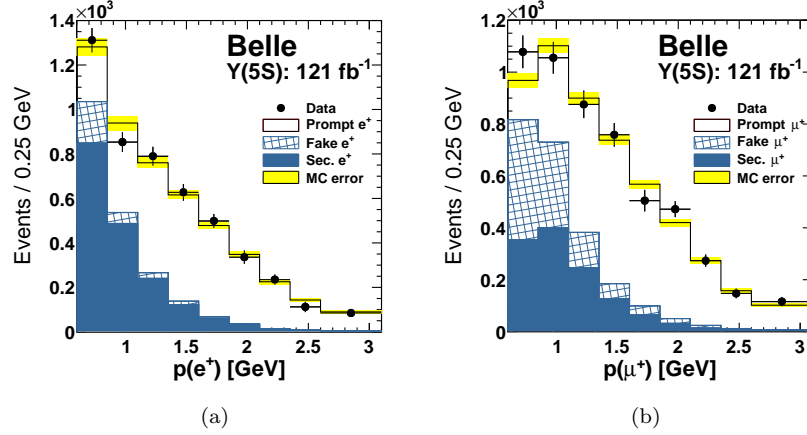 ×10³
1.4
1.2
1
0.8
0.6
0.4
0.2
0
Events / 0.25 GeV
Belle
Υ(5S): 121 fb⁻¹
Data
Prompt e⁺
Fake e⁺
Sec. e⁺
MC error
1 1.5 2 2.5 3
p(e⁺) [GeV]
(a)
×10³
1.2
1
0.8
0.6
0.4
0.2
0
Events / 0.25 GeV
Belle
Υ(5S): 121 fb⁻¹
Data
Prompt μ⁺
Fake μ⁺
Sec. μ⁺
MC error
1 1.5 2 2.5 3
p(μ⁺) [GeV]
(b)